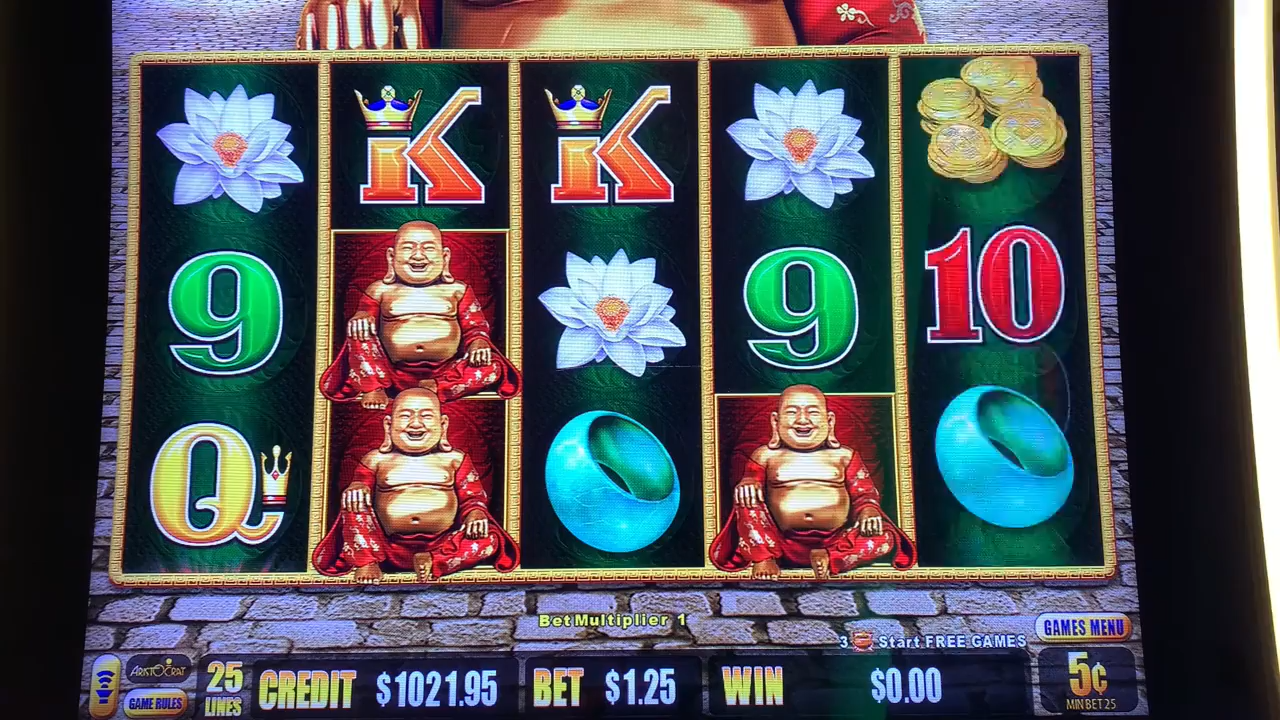 K K
9 9 10
Q
Bet Multiplier 1
3 Start FREE GAMES
GAMES MENU
ARISTOCRAT
GAME RULES
25
LINES
CREDIT $1021.95
BET $1.25
WIN $0.00
5¢
MIN BET 25